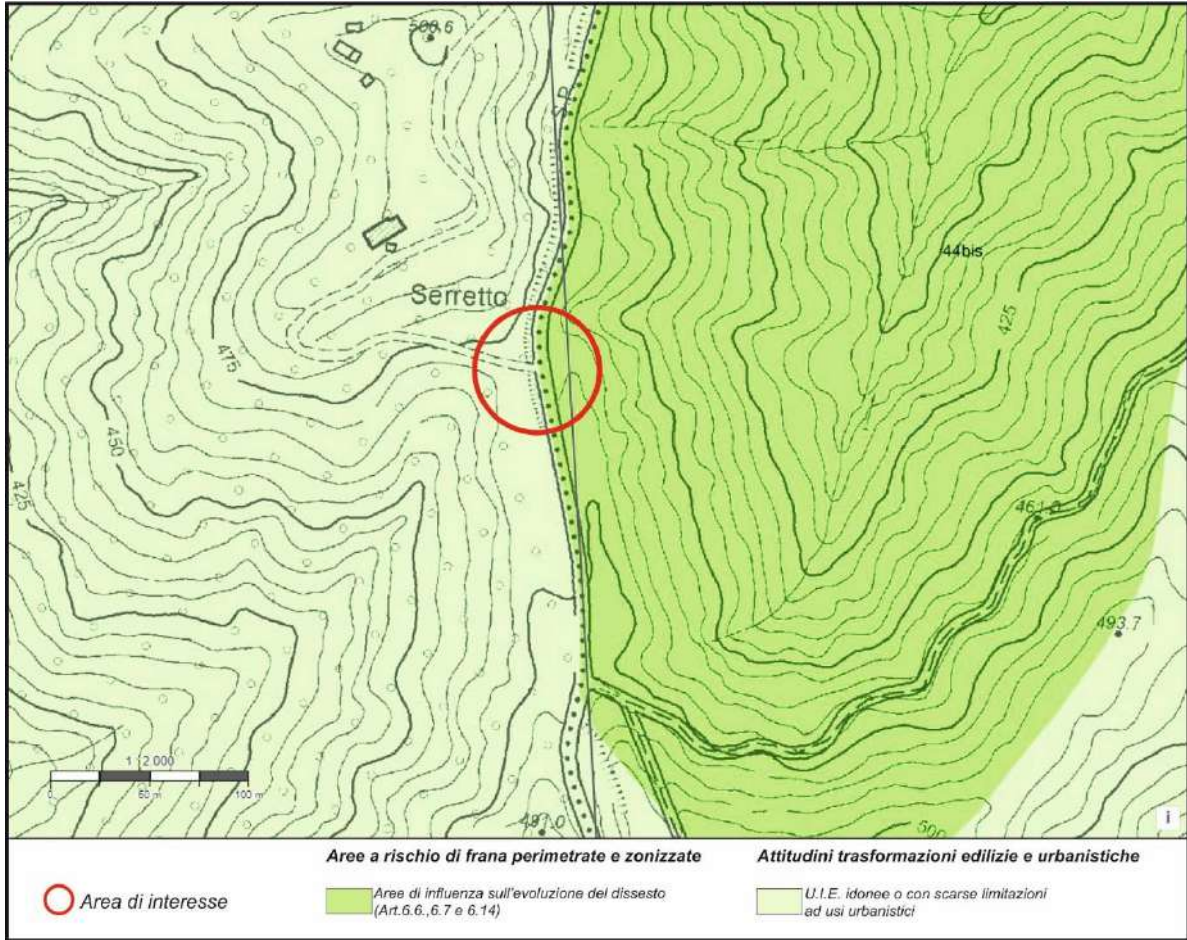 500.6
S.P.
44bis
Serretto
425
475
450
425
461.0
493.7
1 : 2.000
0 50 m 100 m
491.0
500
i
Aree a rischio di frana perimetrate e zonizzate
Attitudini trasformazioni edilizie e urbanistiche
Area di interesse
Aree di influenza sull'evoluzione del dissesto
(Art.6.6.,6.7 e 6.14)
U.I.E. idonee o con scarse limitazioni
ad usi urbanistici